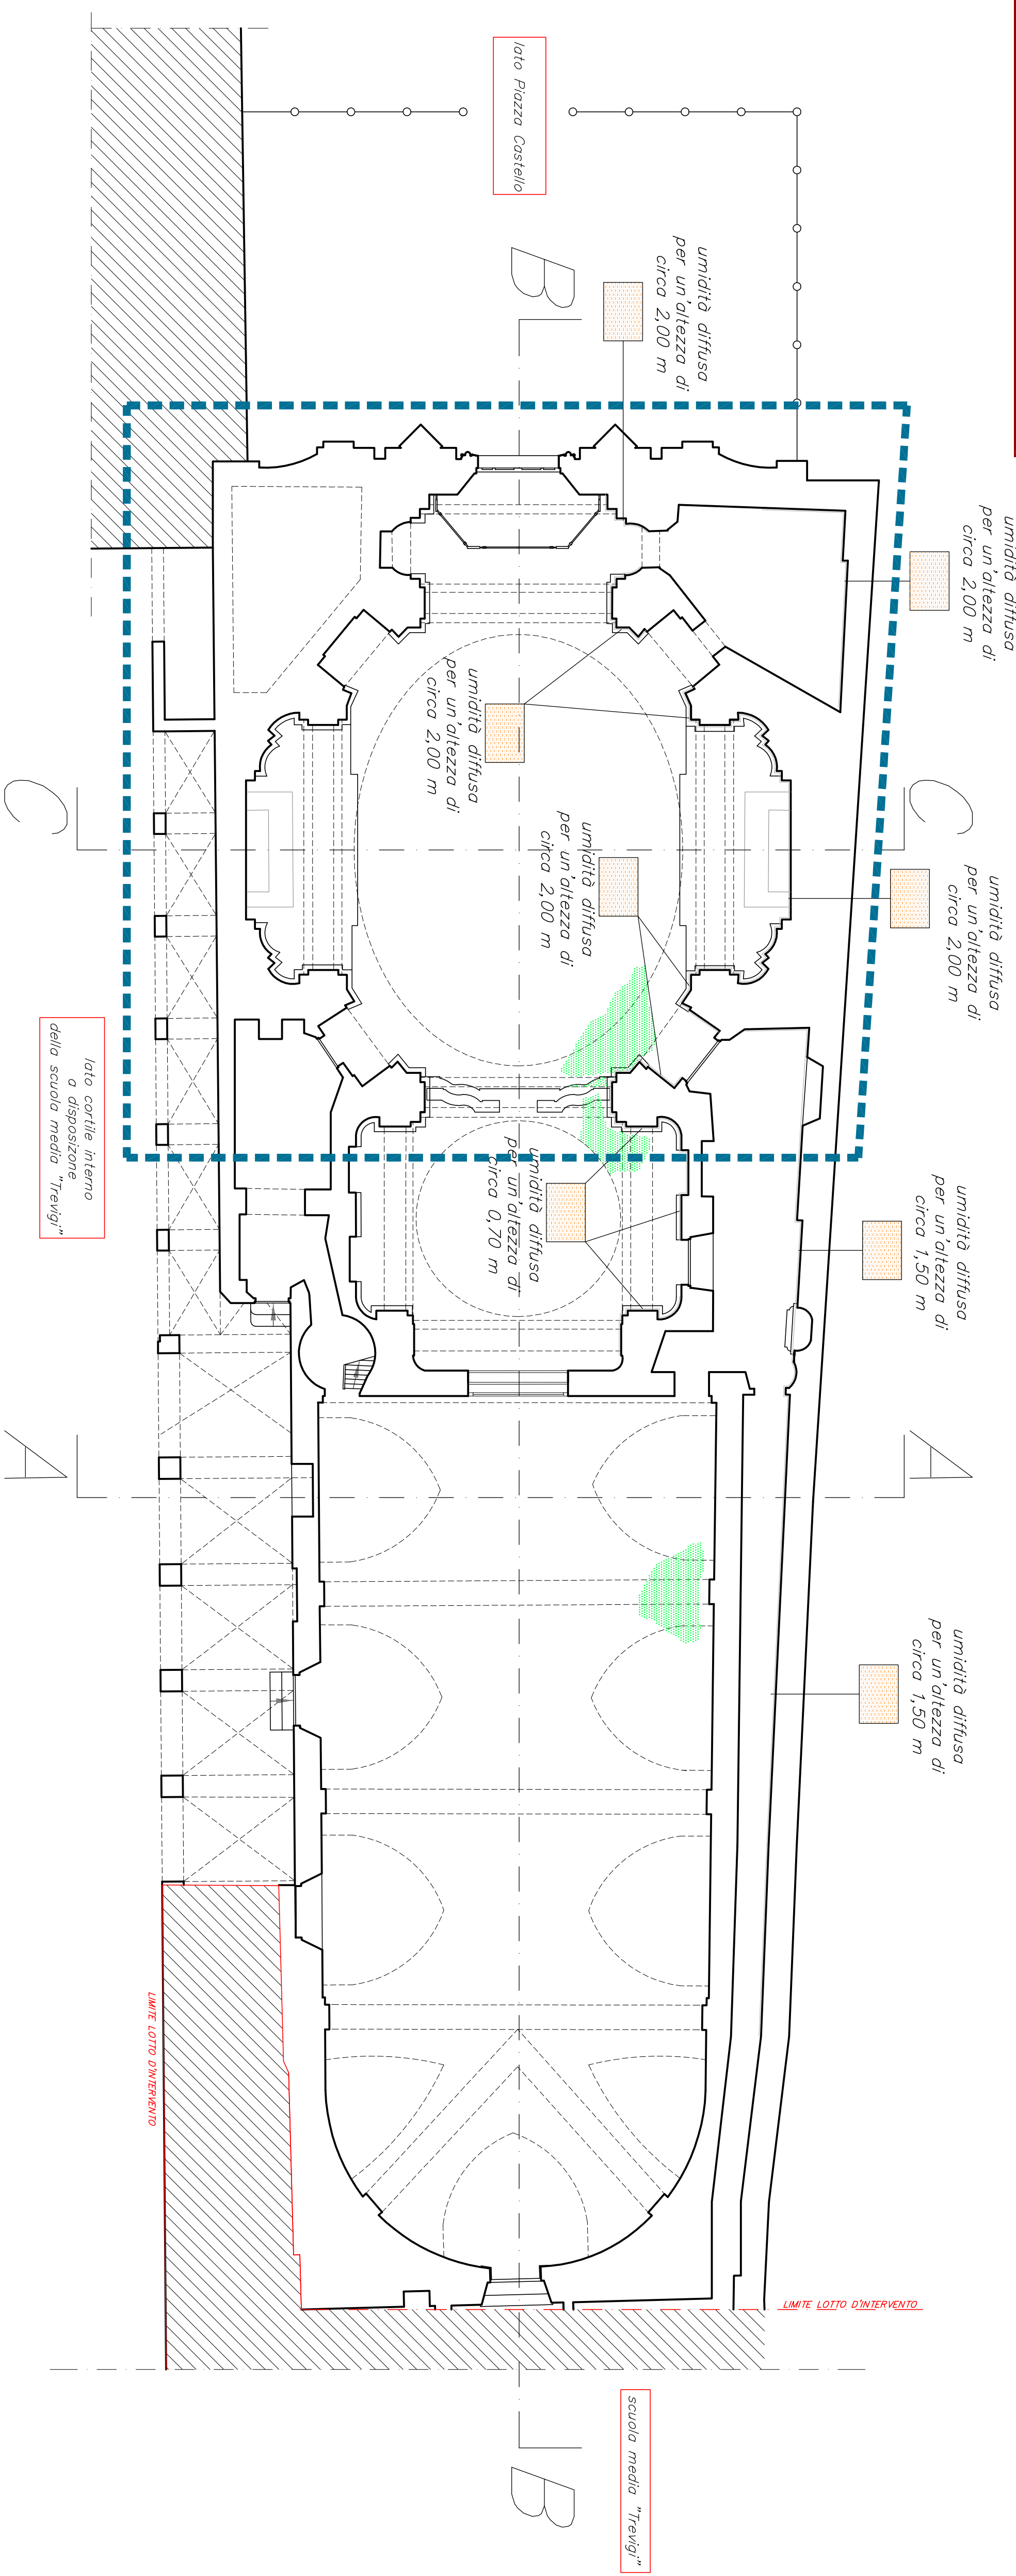 lato Piazza Castello
B
umidità diffusa
per un'altezza di
circa 2,00 m
umidità diffusa
per un'altezza di
circa 2,00 m
umidità diffusa
per un'altezza di
circa 2,00 m
C
C
umidità diffusa
per un'altezza di
circa 2,00 m
umidità diffusa
per un'altezza di
circa 2,00 m
lato cortile interno
a disposizone
della scuola media "Trevigi"
umidità diffusa
per un'altezza di
circa 0,70 m
umidità diffusa
per un'altezza di
circa 1,50 m
A
A
umidità diffusa
per un'altezza di
circa 1,50 m
LIMITE LOTTO D'INTERVENTO
LIMITE LOTTO D'INTERVENTO
scuola media "Trevigi"
B